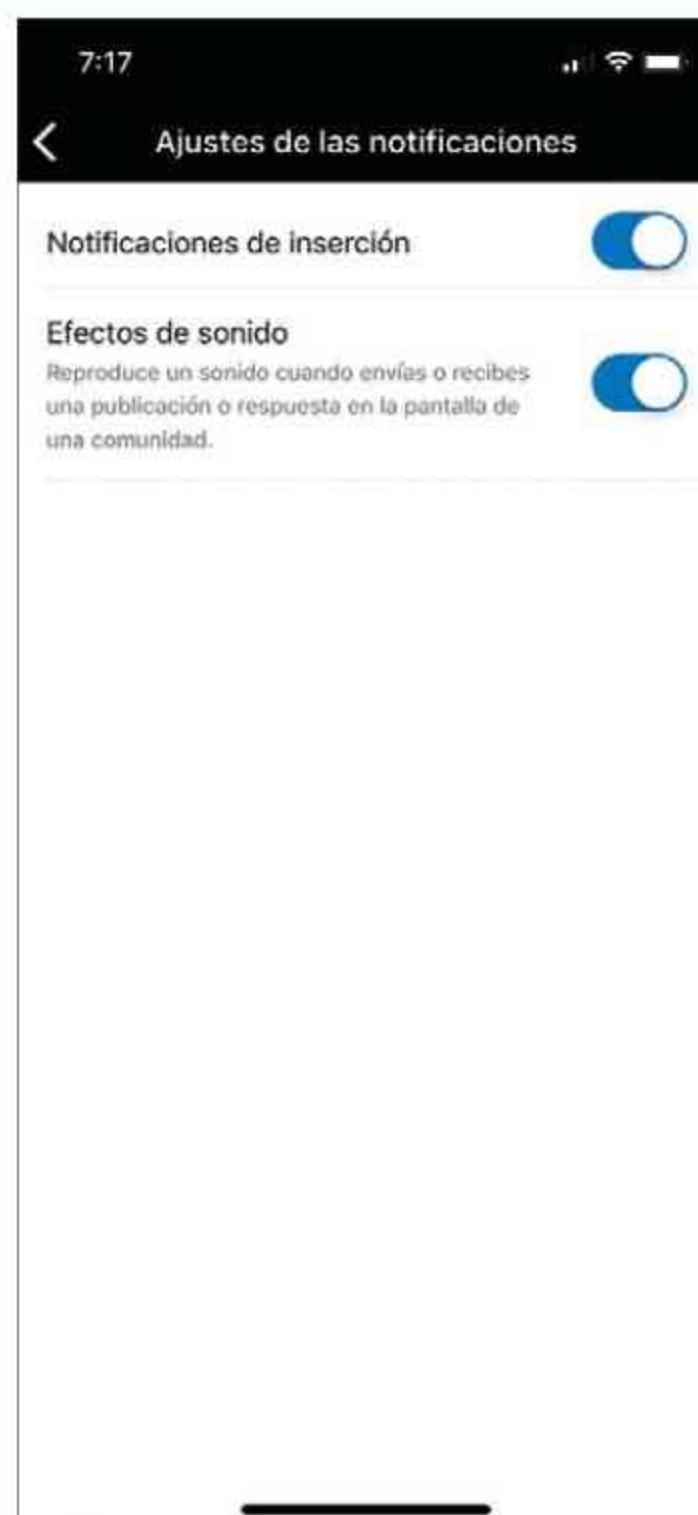 7:17
Ajustes de las notificaciones
Notificaciones de inserción
Efectos de sonido
Reproduce un sonido cuando envías o recibes
una publicación o respuesta en la pantalla de
una comunidad.